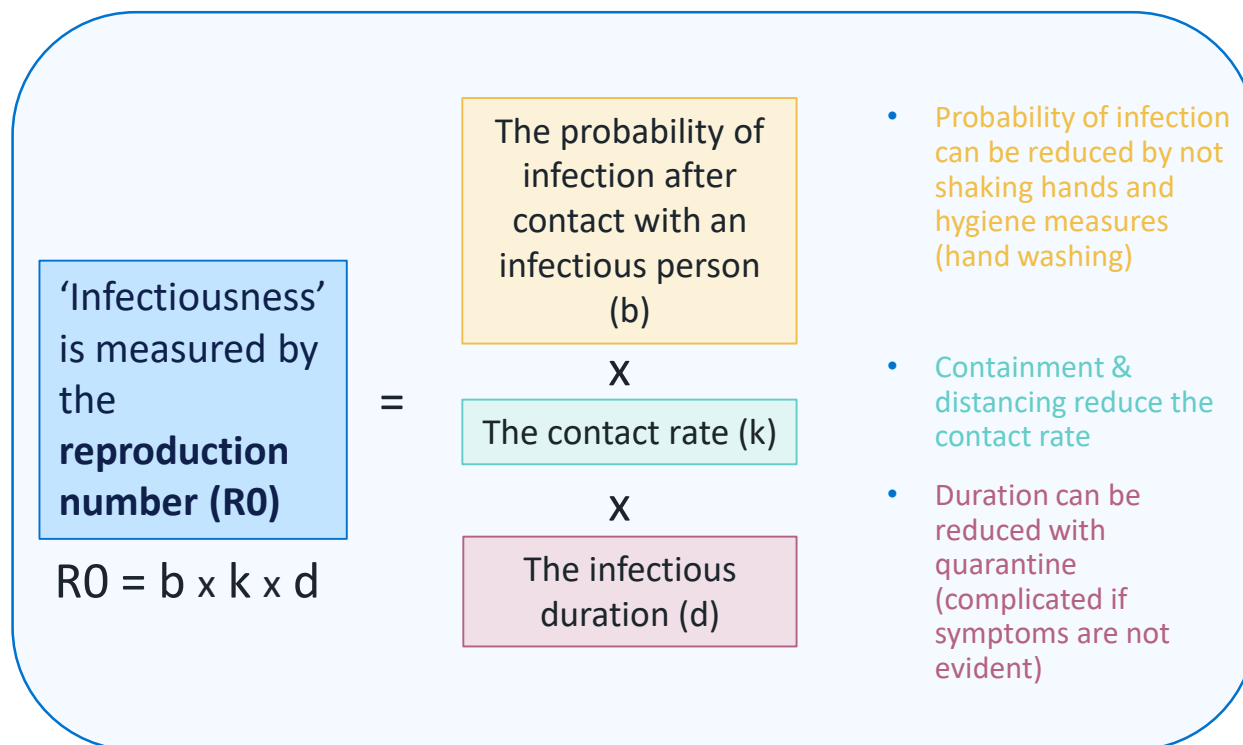 ‘Infectiousness’
is measured by
the
reproduction
number (R0)
R0 = b x k x d
=
The probability of
infection after
contact with an
infectious person
(b)
x
The contact rate (k)
x
The infectious
duration (d)
• Probability of infection
can be reduced by not
shaking hands and
hygiene measures
(hand washing)
• Containment &
distancing reduce the
contact rate
• Duration can be
reduced with
quarantine
(complicated if
symptoms are not
evident)